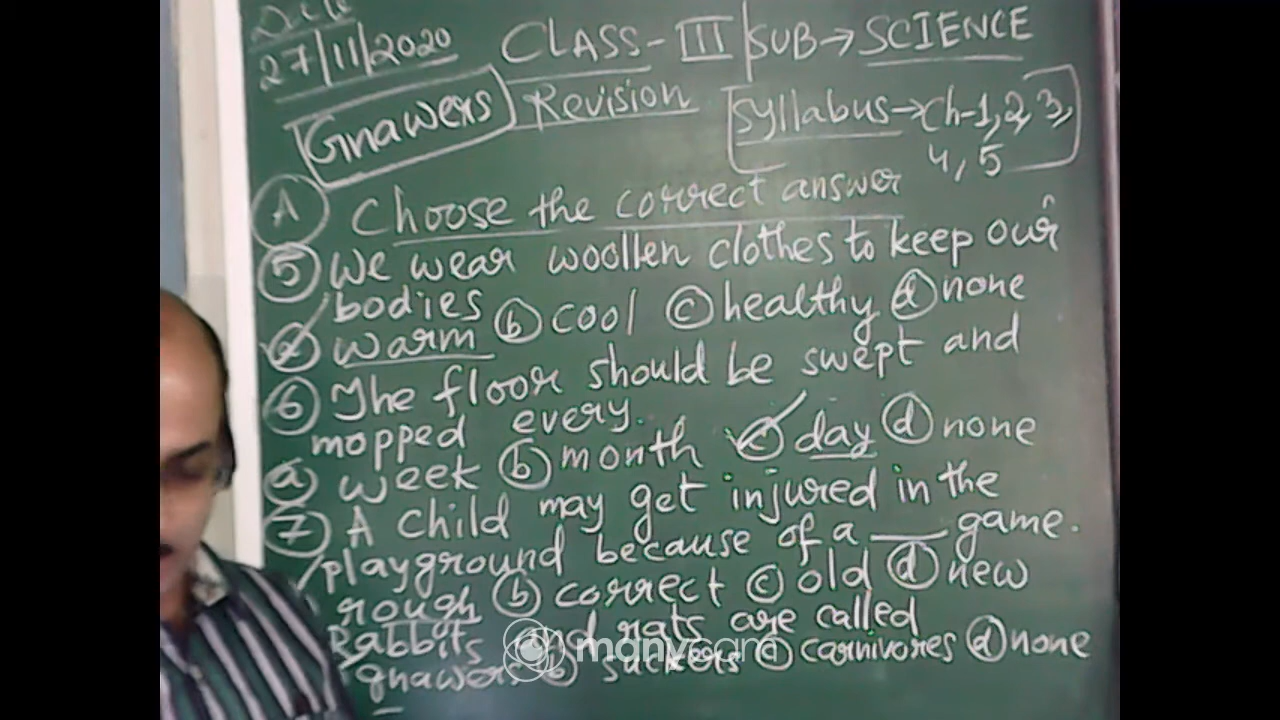 Date
27/11/2020 CLASS-III SUB→SCIENCE
Gnawers Revision Syllabus→Ch-1,2,3,
4,5
A Choose the correct answer
5 We wear woollen clothes to keep our
bodies
a warm b cool c healthy d none
6 The floor should be swept and
mopped every.
a week b month c day d none
7 A child may get injured in the
playground because of a ___ game.
rough b correct c old d new
Rabbits and rats are called
gnawers b suckers c carnivores d none
manycam